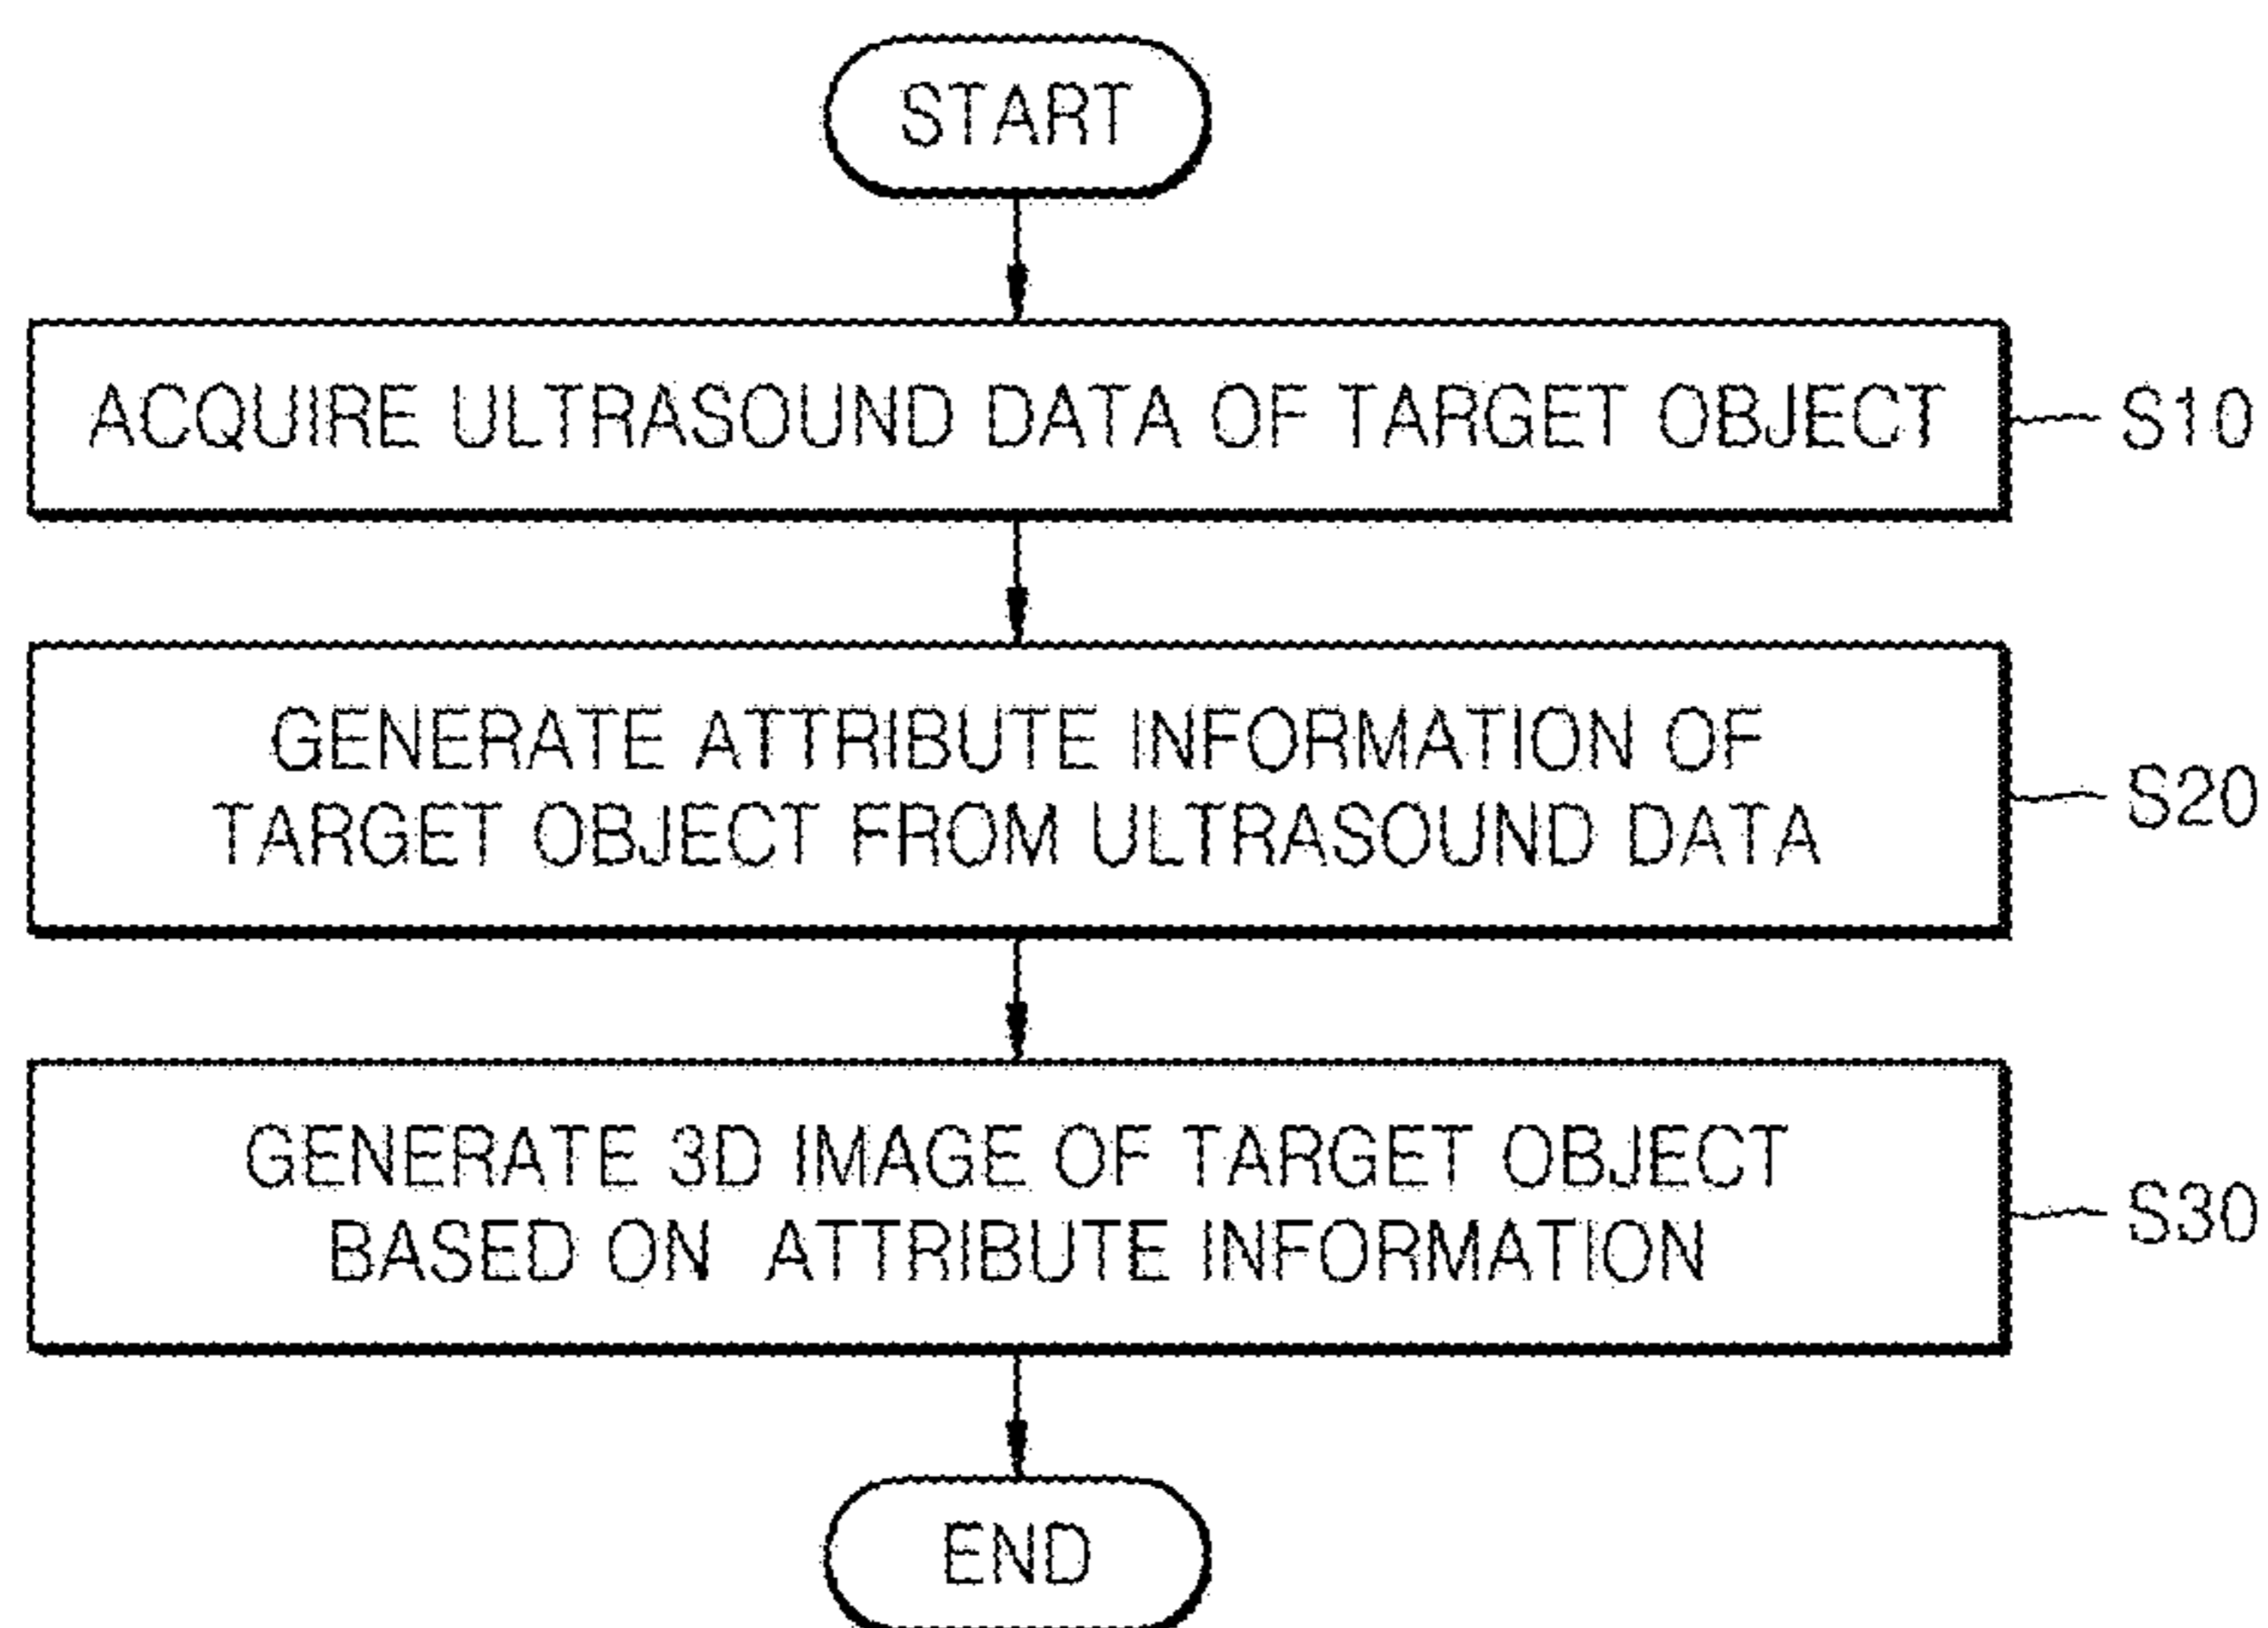 START
ACQUIRE ULTRASOUND DATA OF TARGET OBJECT
S10
GENERATE ATTRIBUTE INFORMATION OF
TARGET OBJECT FROM ULTRASOUND DATA
S20
GENERATE 3D IMAGE OF TARGET OBJECT
BASED ON ATTRIBUTE INFORMATION
S30
END